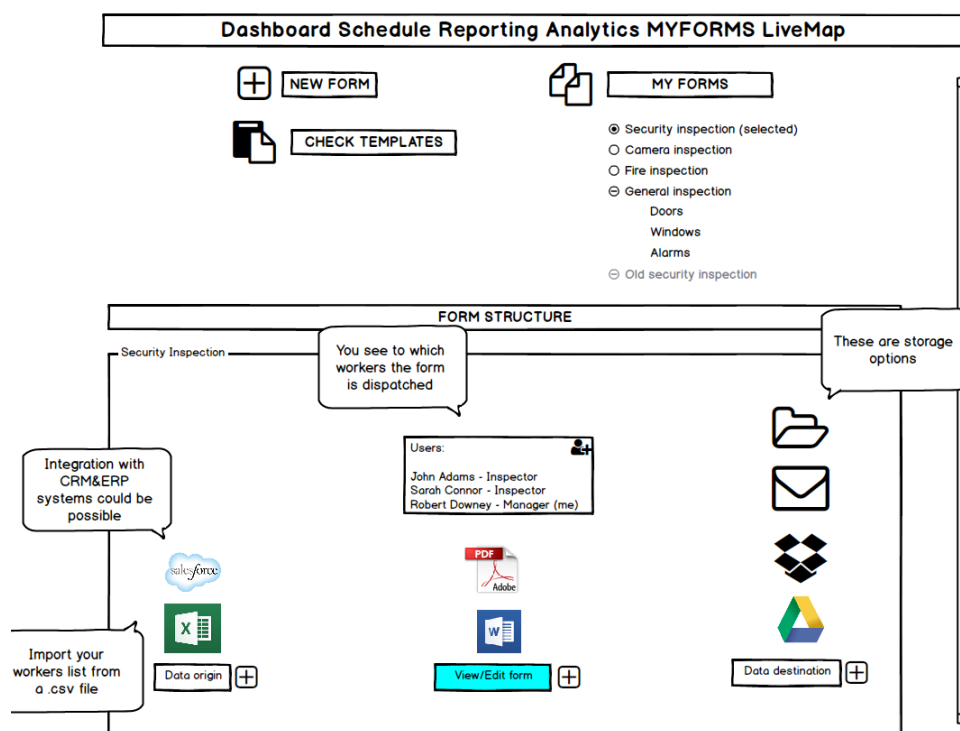 Dashboard Schedule Reporting Analytics MYFORMS LiveMap
NEW FORM
MY FORMS
CHECK TEMPLATES
Security inspection (selected)
Camera inspection
Fire inspection
General inspection
Doors
Windows
Alarms
Old security inspection
FORM STRUCTURE
Security Inspection
You see to which
workers the form
is dispatched
These are storage
options
Users:
John Adams - Inspector
Sarah Connor - Inspector
Robert Downey - Manager (me)
Integration with
CRM&ERP
systems could be
possible
salesforce
PDF
Adobe
X
W
Import your
workers list from
a .csv file
Data origin
View/Edit form
Data destination